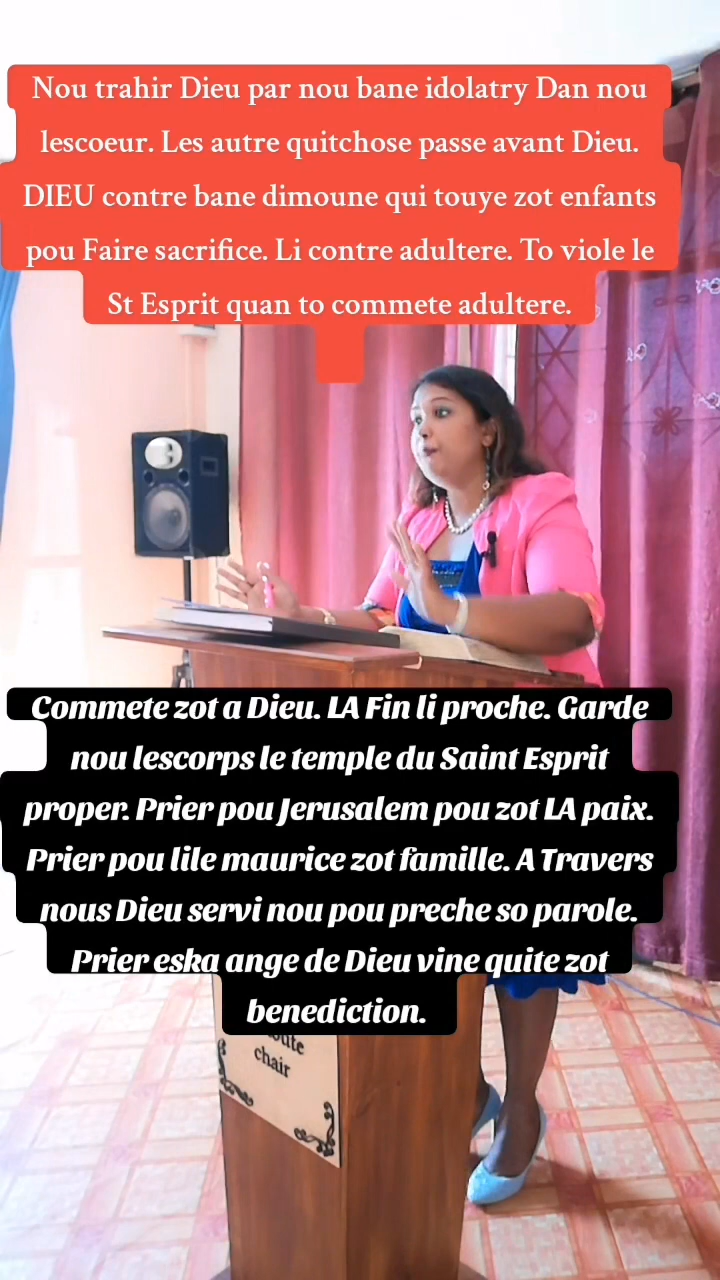 Nou trahir Dieu par nou bane idolatry Dan nou
lescoeur. Les autre quitchose passe avant Dieu.
DIEU contre bane dimoune qui touye zot enfants
pou Faire sacrifice. Li contre adultere. To viole le
St Esprit quan to commete adultere.
Commete zot a Dieu. LA Fin li proche. Garde
nou lescorps le temple du Saint Esprit
proper. Prier pou Jerusalem pou zot LA paix.
Prier pou lile maurice zot famille. A Travers
nous Dieu servi nou pou preche so parole.
Prier eska ange de Dieu vine quite zot
benediction.
chair